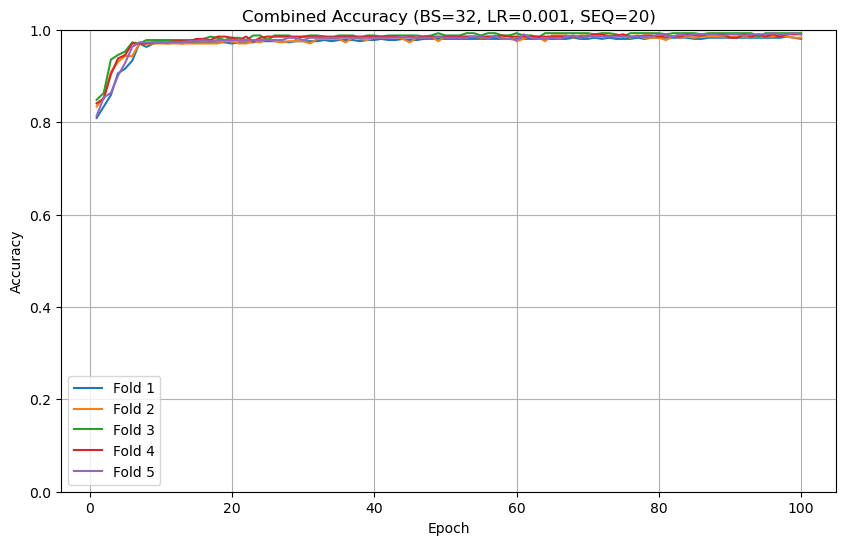 Combined Accuracy (BS=32, LR=0.001, SEQ=20)
1.0
0.8
0.6
0.4
0.2
0.0
Accuracy
Fold 1
Fold 2
Fold 3
Fold 4
Fold 5
0 20 40 60 80 100
Epoch